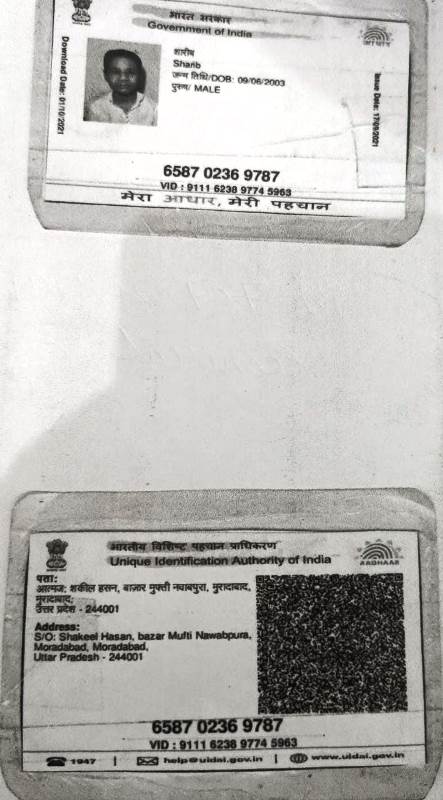 भारत सरकार
Government of India
Download Date: 01/10/2021
शारीब
Sharib
जन्म तिथि/DOB: 09/06/2003
पुरुष/ MALE
6587 0236 9787
VID : 9111 6238 9774 5963
मेरा आधार, मेरी पहचान
भारतीय विशिष्ट पहचान प्राधिकरण
Unique Identification Authority of India
AADHAAR
पता:
आत्मज: शकील हसन, बाज़ार मुफ्ती नवाबपुरा, मुरादाबाद,
मुरादाबाद,
उत्तर प्रदेश - 244001
Address:
S/O: Shakeel Hasan, bazar Mufti Nawabpura,
Moradabad, Moradabad,
Uttar Pradesh - 244001
6587 0236 9787
VID : 9111 6238 9774 5963
1947 | help@uidai.gov.in | www.uidai.gov.in